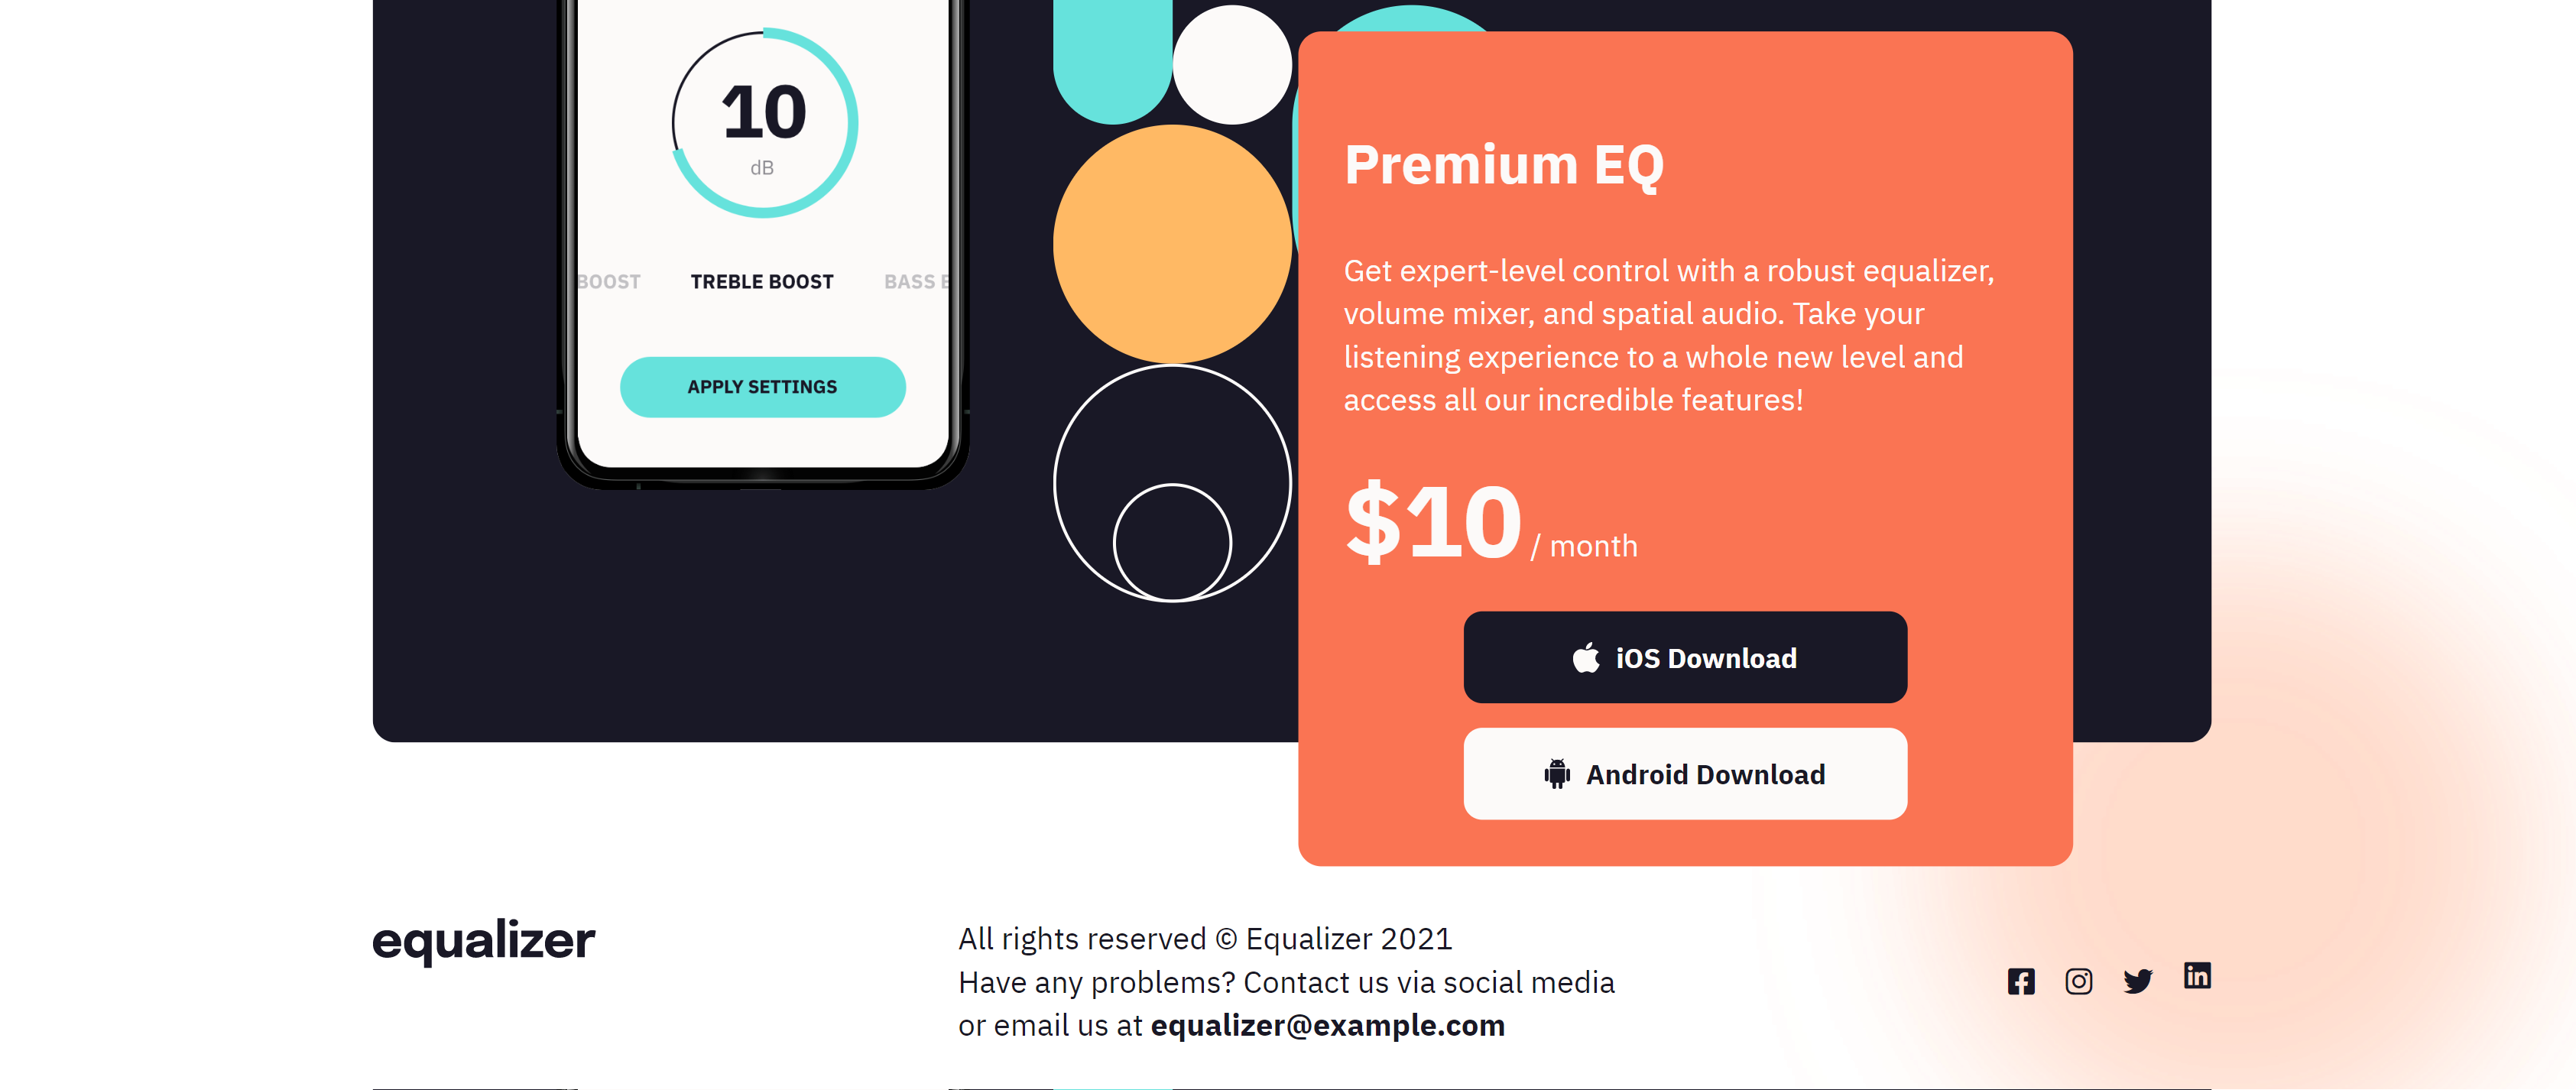 10
dB
BOOST TREBLE BOOST BASS
APPLY SETTINGS
Premium EQ
Get expert-level control with a robust equalizer,
volume mixer, and spatial audio. Take your
listening experience to a whole new level and
access all our incredible features!
$10 / month
iOS Download
Android Download
equalizer
All rights reserved © Equalizer 2021
Have any problems? Contact us via social media
or email us at equalizer@example.com